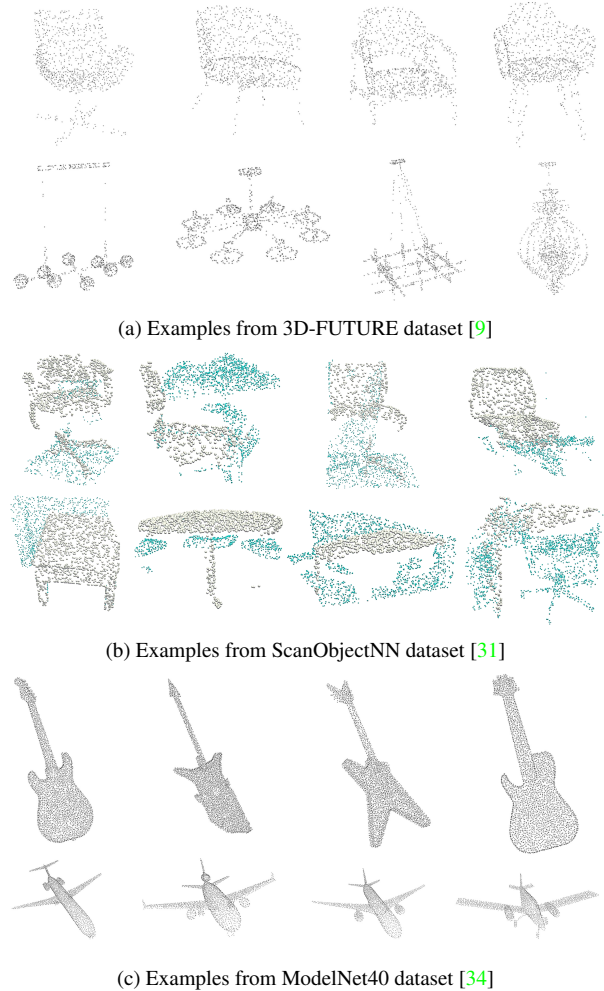 (a) Examples from 3D-FUTURE dataset [9]
(b) Examples from ScanObjectNN dataset [31]
(c) Examples from ModelNet40 dataset [34]